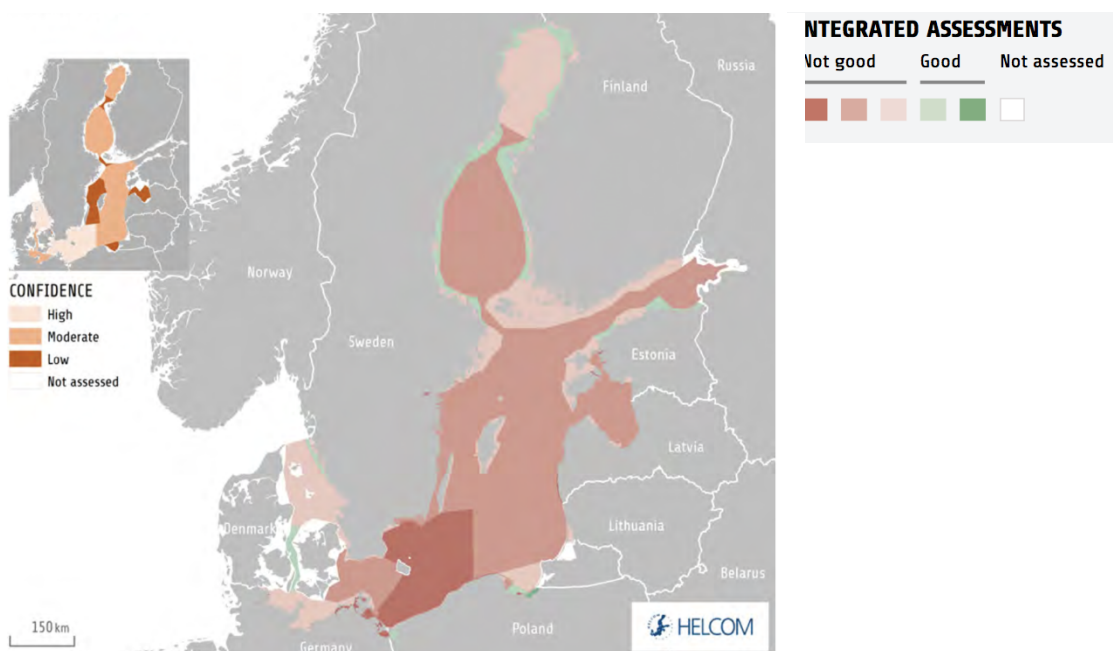 NTEGRATED ASSESSMENTS
Not good
Good
Not assessed
Russia
Finland
Norway
CONFIDENCE
High
Moderate
Low
Not assessed
Sweden
Estonia
Latvia
Denmark
Lithuania
Belarus
150 km
Poland
HELCOM
Germany